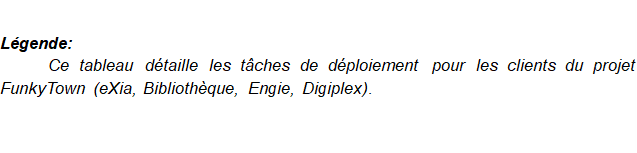 Légende:
Ce tableau détaille les tâches de déploiement pour les clients du projet
FunkyTown (eXia, Bibliothèque, Engie, Digiplex).